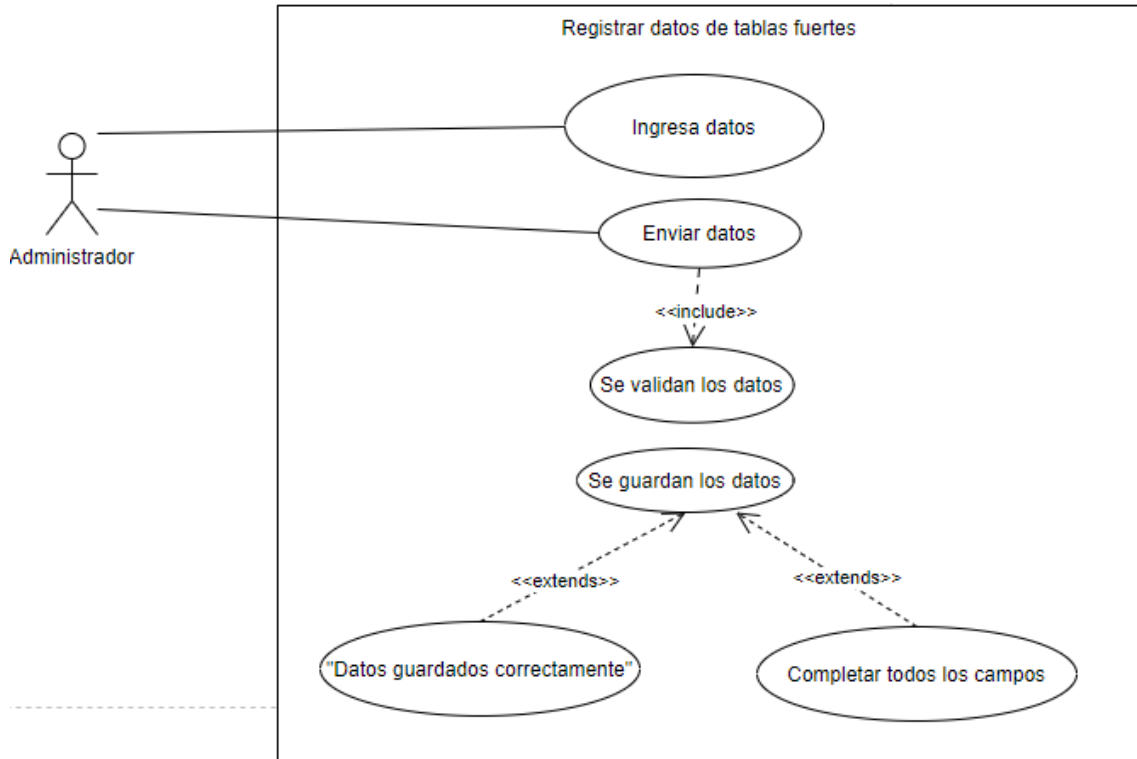 Registrar datos de tablas fuertes
Ingresa datos
Administrador
Enviar datos
<<include>>
Se validan los datos
Se guardan los datos
<<extends>>
<<extends>>
"Datos guardados correctamente"
Completar todos los campos